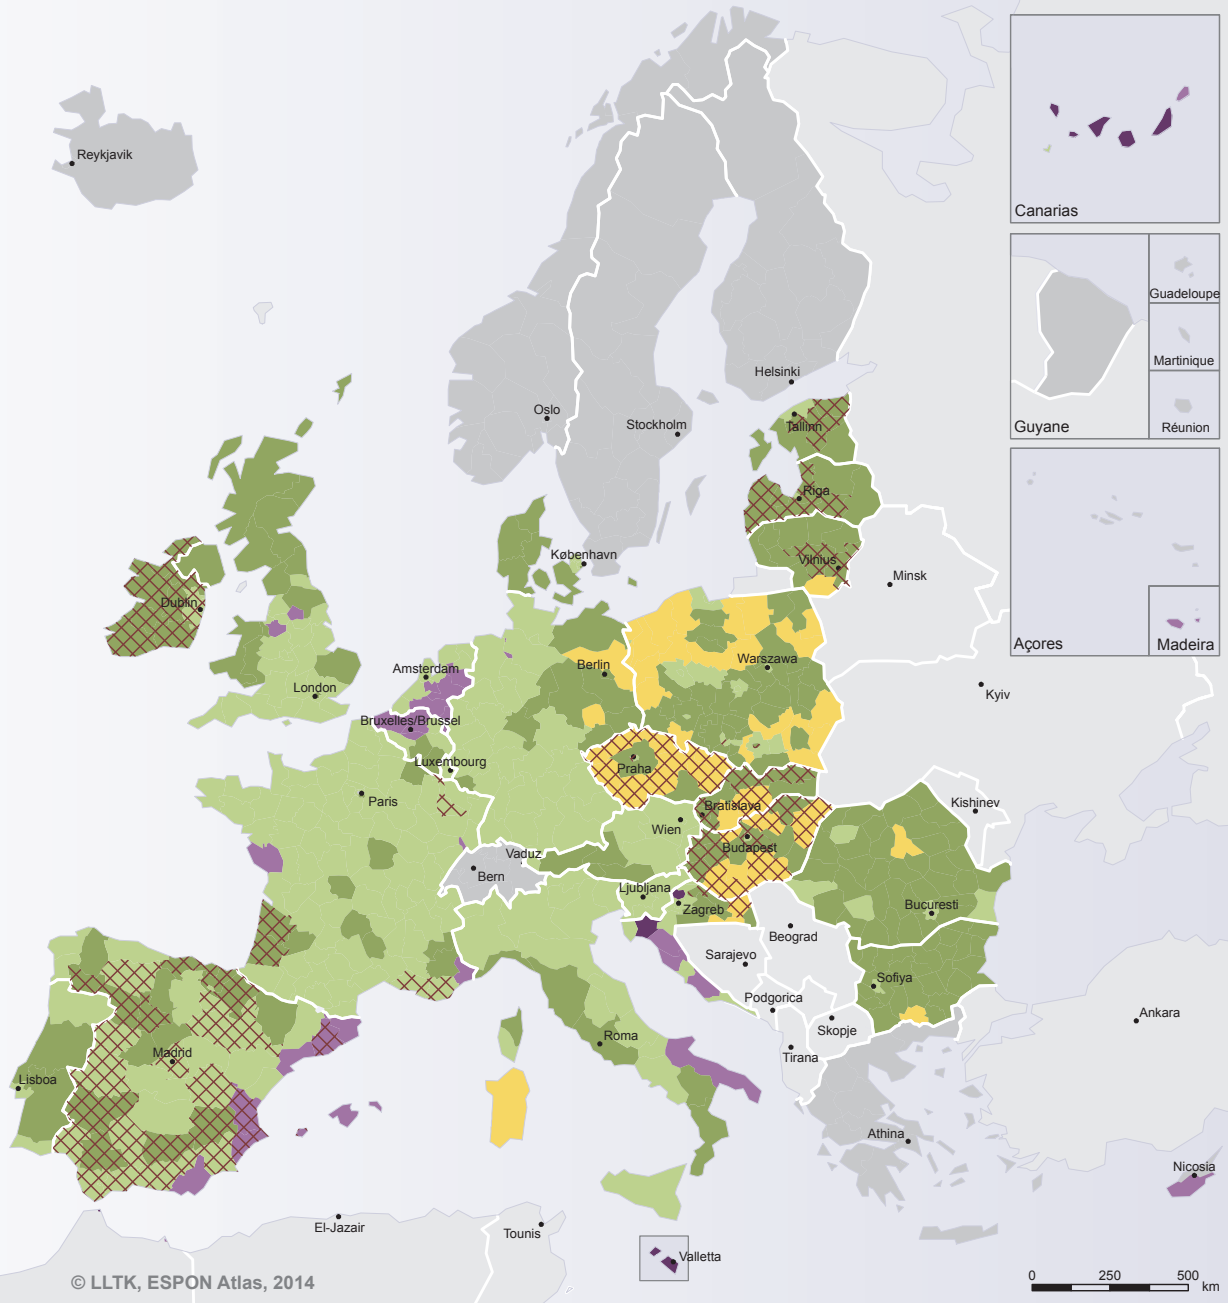 Reykjavik
Canarias
Guadeloupe
Martinique
Guyane
Réunion
Helsinki
Oslo
Stockholm
Tallinn
Riga
København
Vilnius
Minsk
Dublin
Açores
Madeira
Amsterdam
Berlin
Warszawa
London
Kyiv
Bruxelles/Brussel
Luxembourg
Praha
Paris
Bratislava
Kishinev
Wien
Budapest
Vaduz
Bern
Ljubljana
Zagreb
Bucuresti
Beograd
Sarajevo
Sofiya
Podgorica
Skopje
Ankara
Roma
Madrid
Tirana
Lisboa
Athina
Nicosia
El-Jazair
Tounis
Valletta
© LLTK, ESPON Atlas, 2014
0 250 500
km